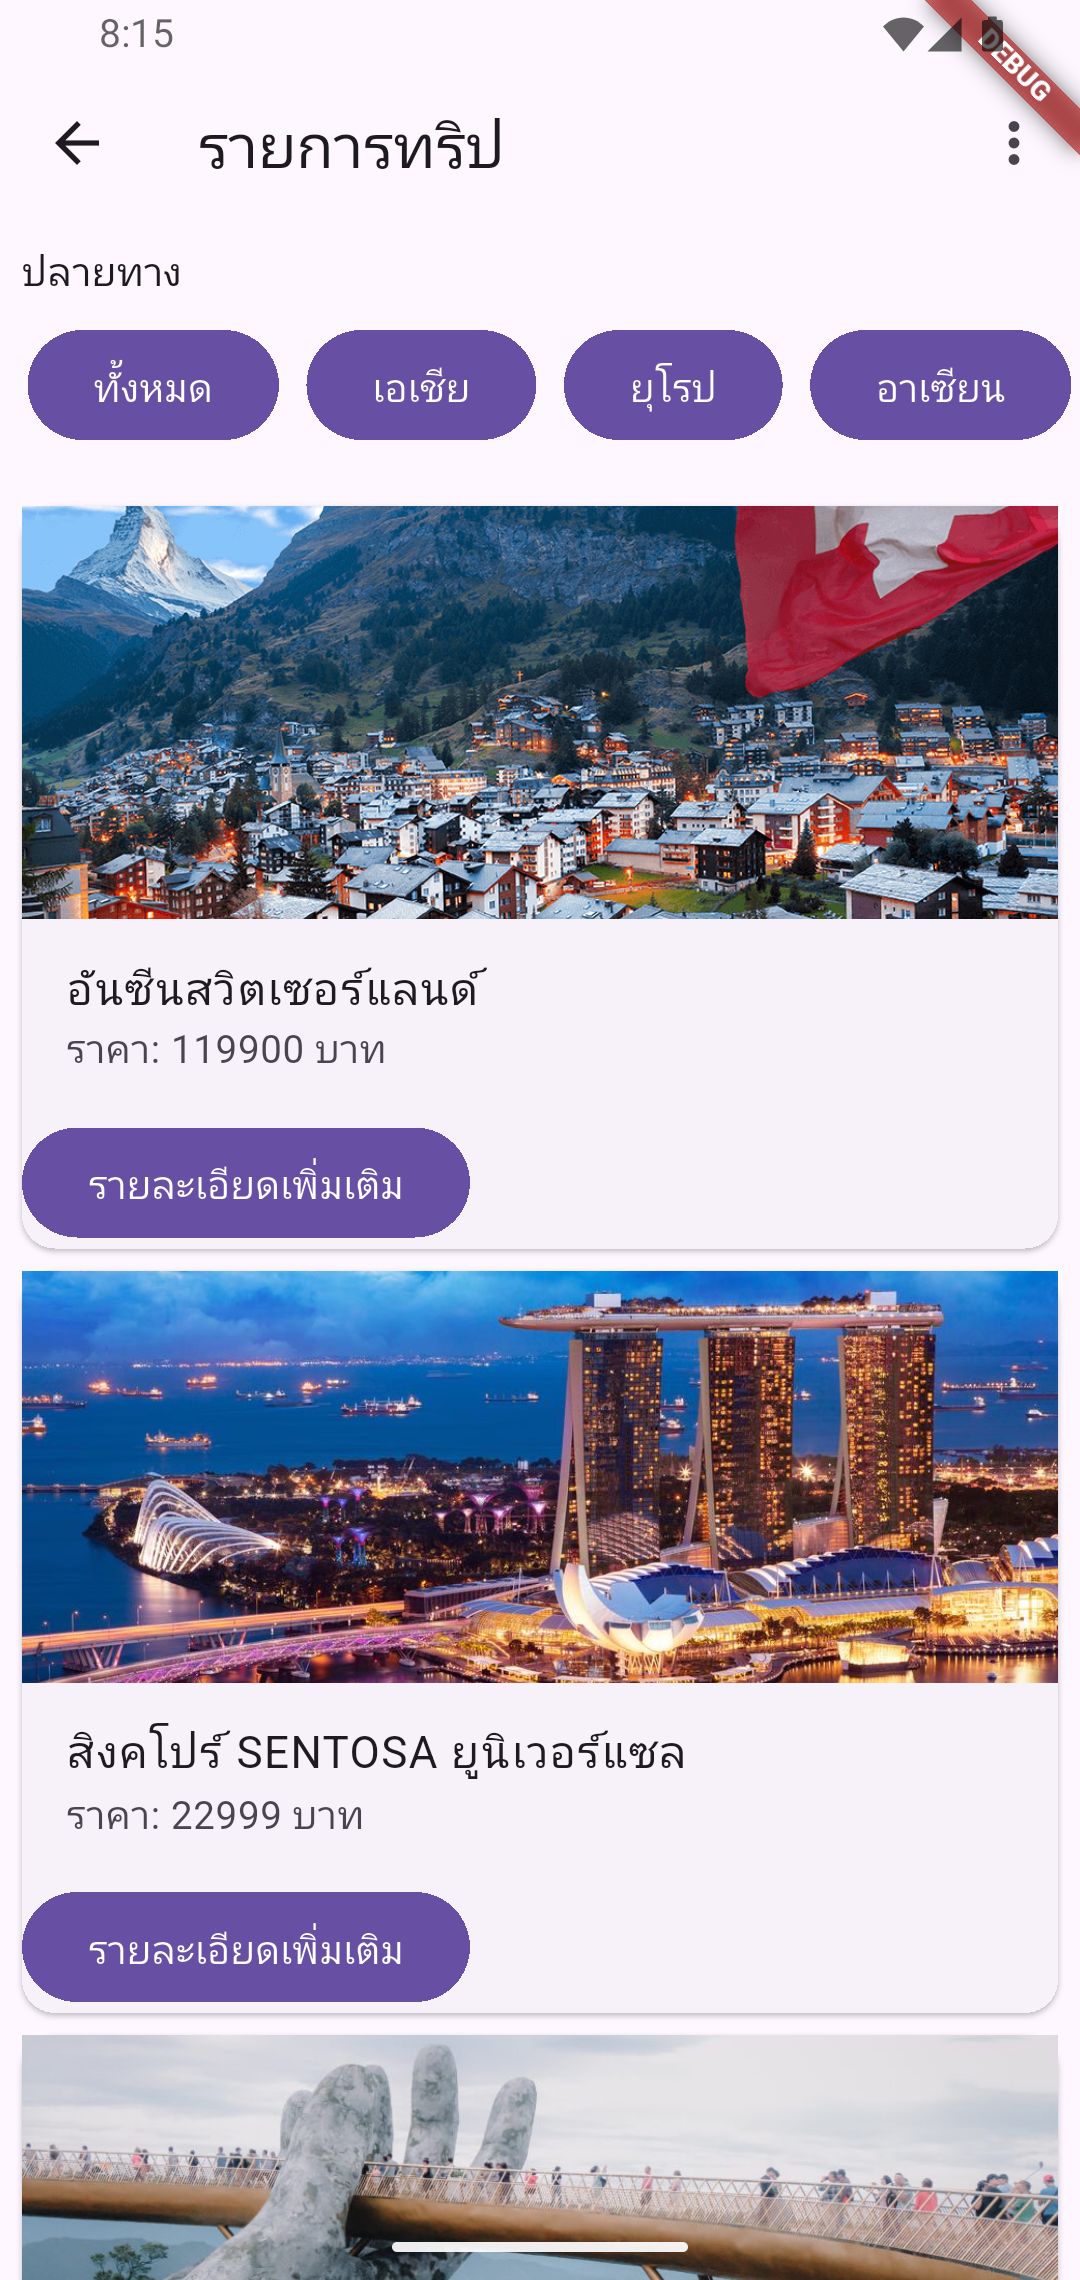 8:15
DEBUG
รายการทริป
ปลายทาง
ทั้งหมด
เอเชีย
ยุโรป
อาเซียน
อันซีนสวิตเซอร์แลนด์
ราคา: 119900 บาท
รายละเอียดเพิ่มเติม
สิงคโปร์ SENTOSA ยูนิเวอร์แซล
ราคา: 22999 บาท
รายละเอียดเพิ่มเติม